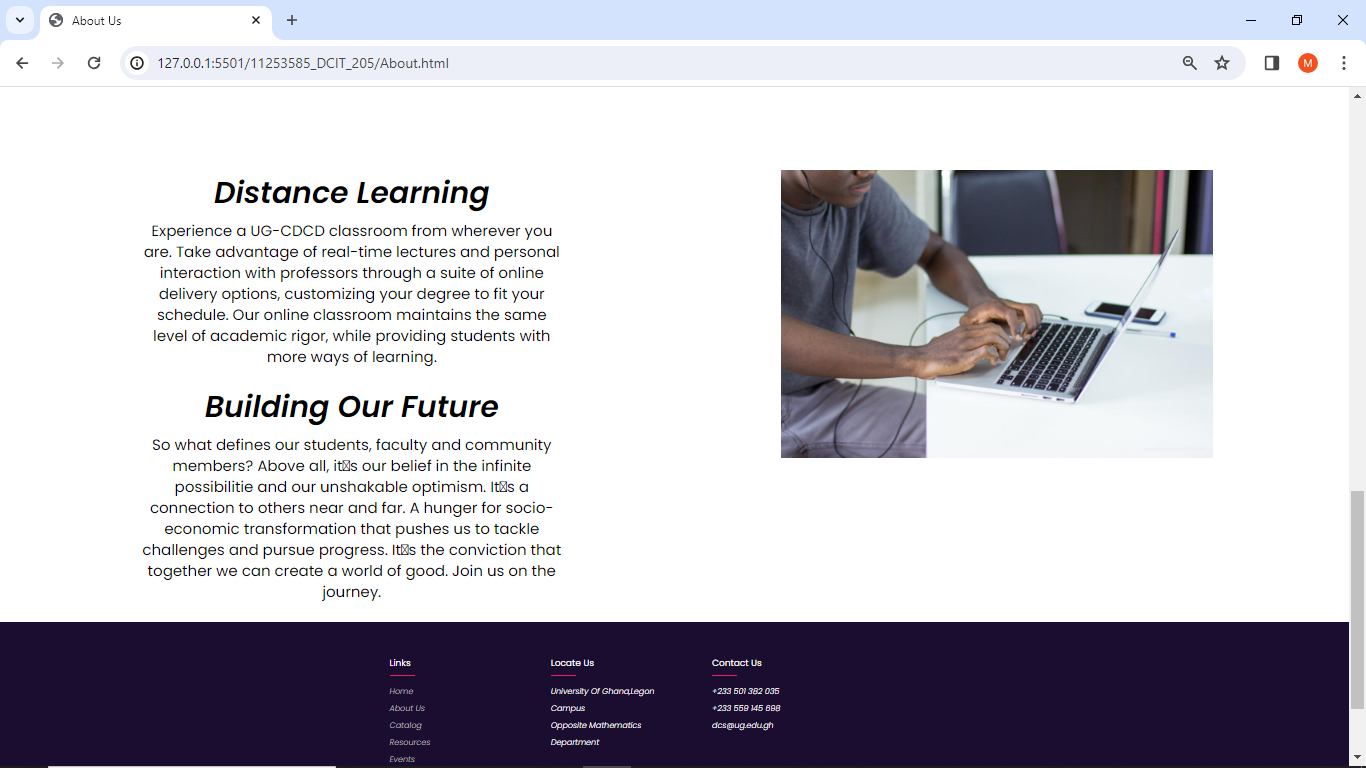 About Us
127.0.0.1:5501/11253585_DCIT_205/About.html
M
Distance Learning
Experience a UG-CDCD classroom from wherever you
are. Take advantage of real-time lectures and personal
interaction with professors through a suite of online
delivery options, customizing your degree to fit your
schedule. Our online classroom maintains the same
level of academic rigor, while providing students with
more ways of learning.
Building Our Future
So what defines our students, faculty and community
members? Above all, it▯s our belief in the infinite
possibilitie and our unshakable optimism. It▯s a
connection to others near and far. A hunger for socio-
economic transformation that pushes us to tackle
challenges and pursue progress. It▯s the conviction that
together we can create a world of good. Join us on the
journey.
Links
Home
About Us
Catalog
Resources
Events
Locate Us
University Of Ghana,Legon
Campus
Opposite Mathematics
Department
Contact Us
+233 501 382 035
+233 559 145 698
dcs@ug.edu.gh